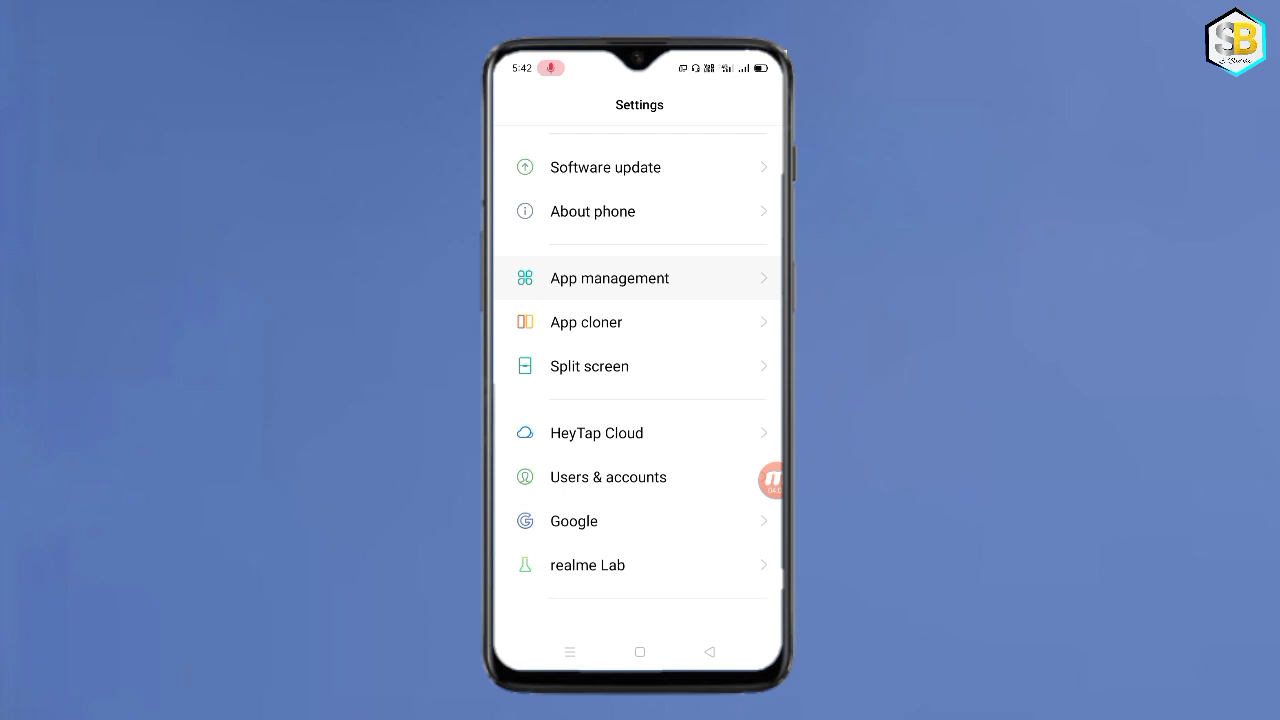 SB
5:42
Settings
Software update
About phone
App management
App cloner
Split screen
HeyTap Cloud
Users & accounts
Google
realme Lab